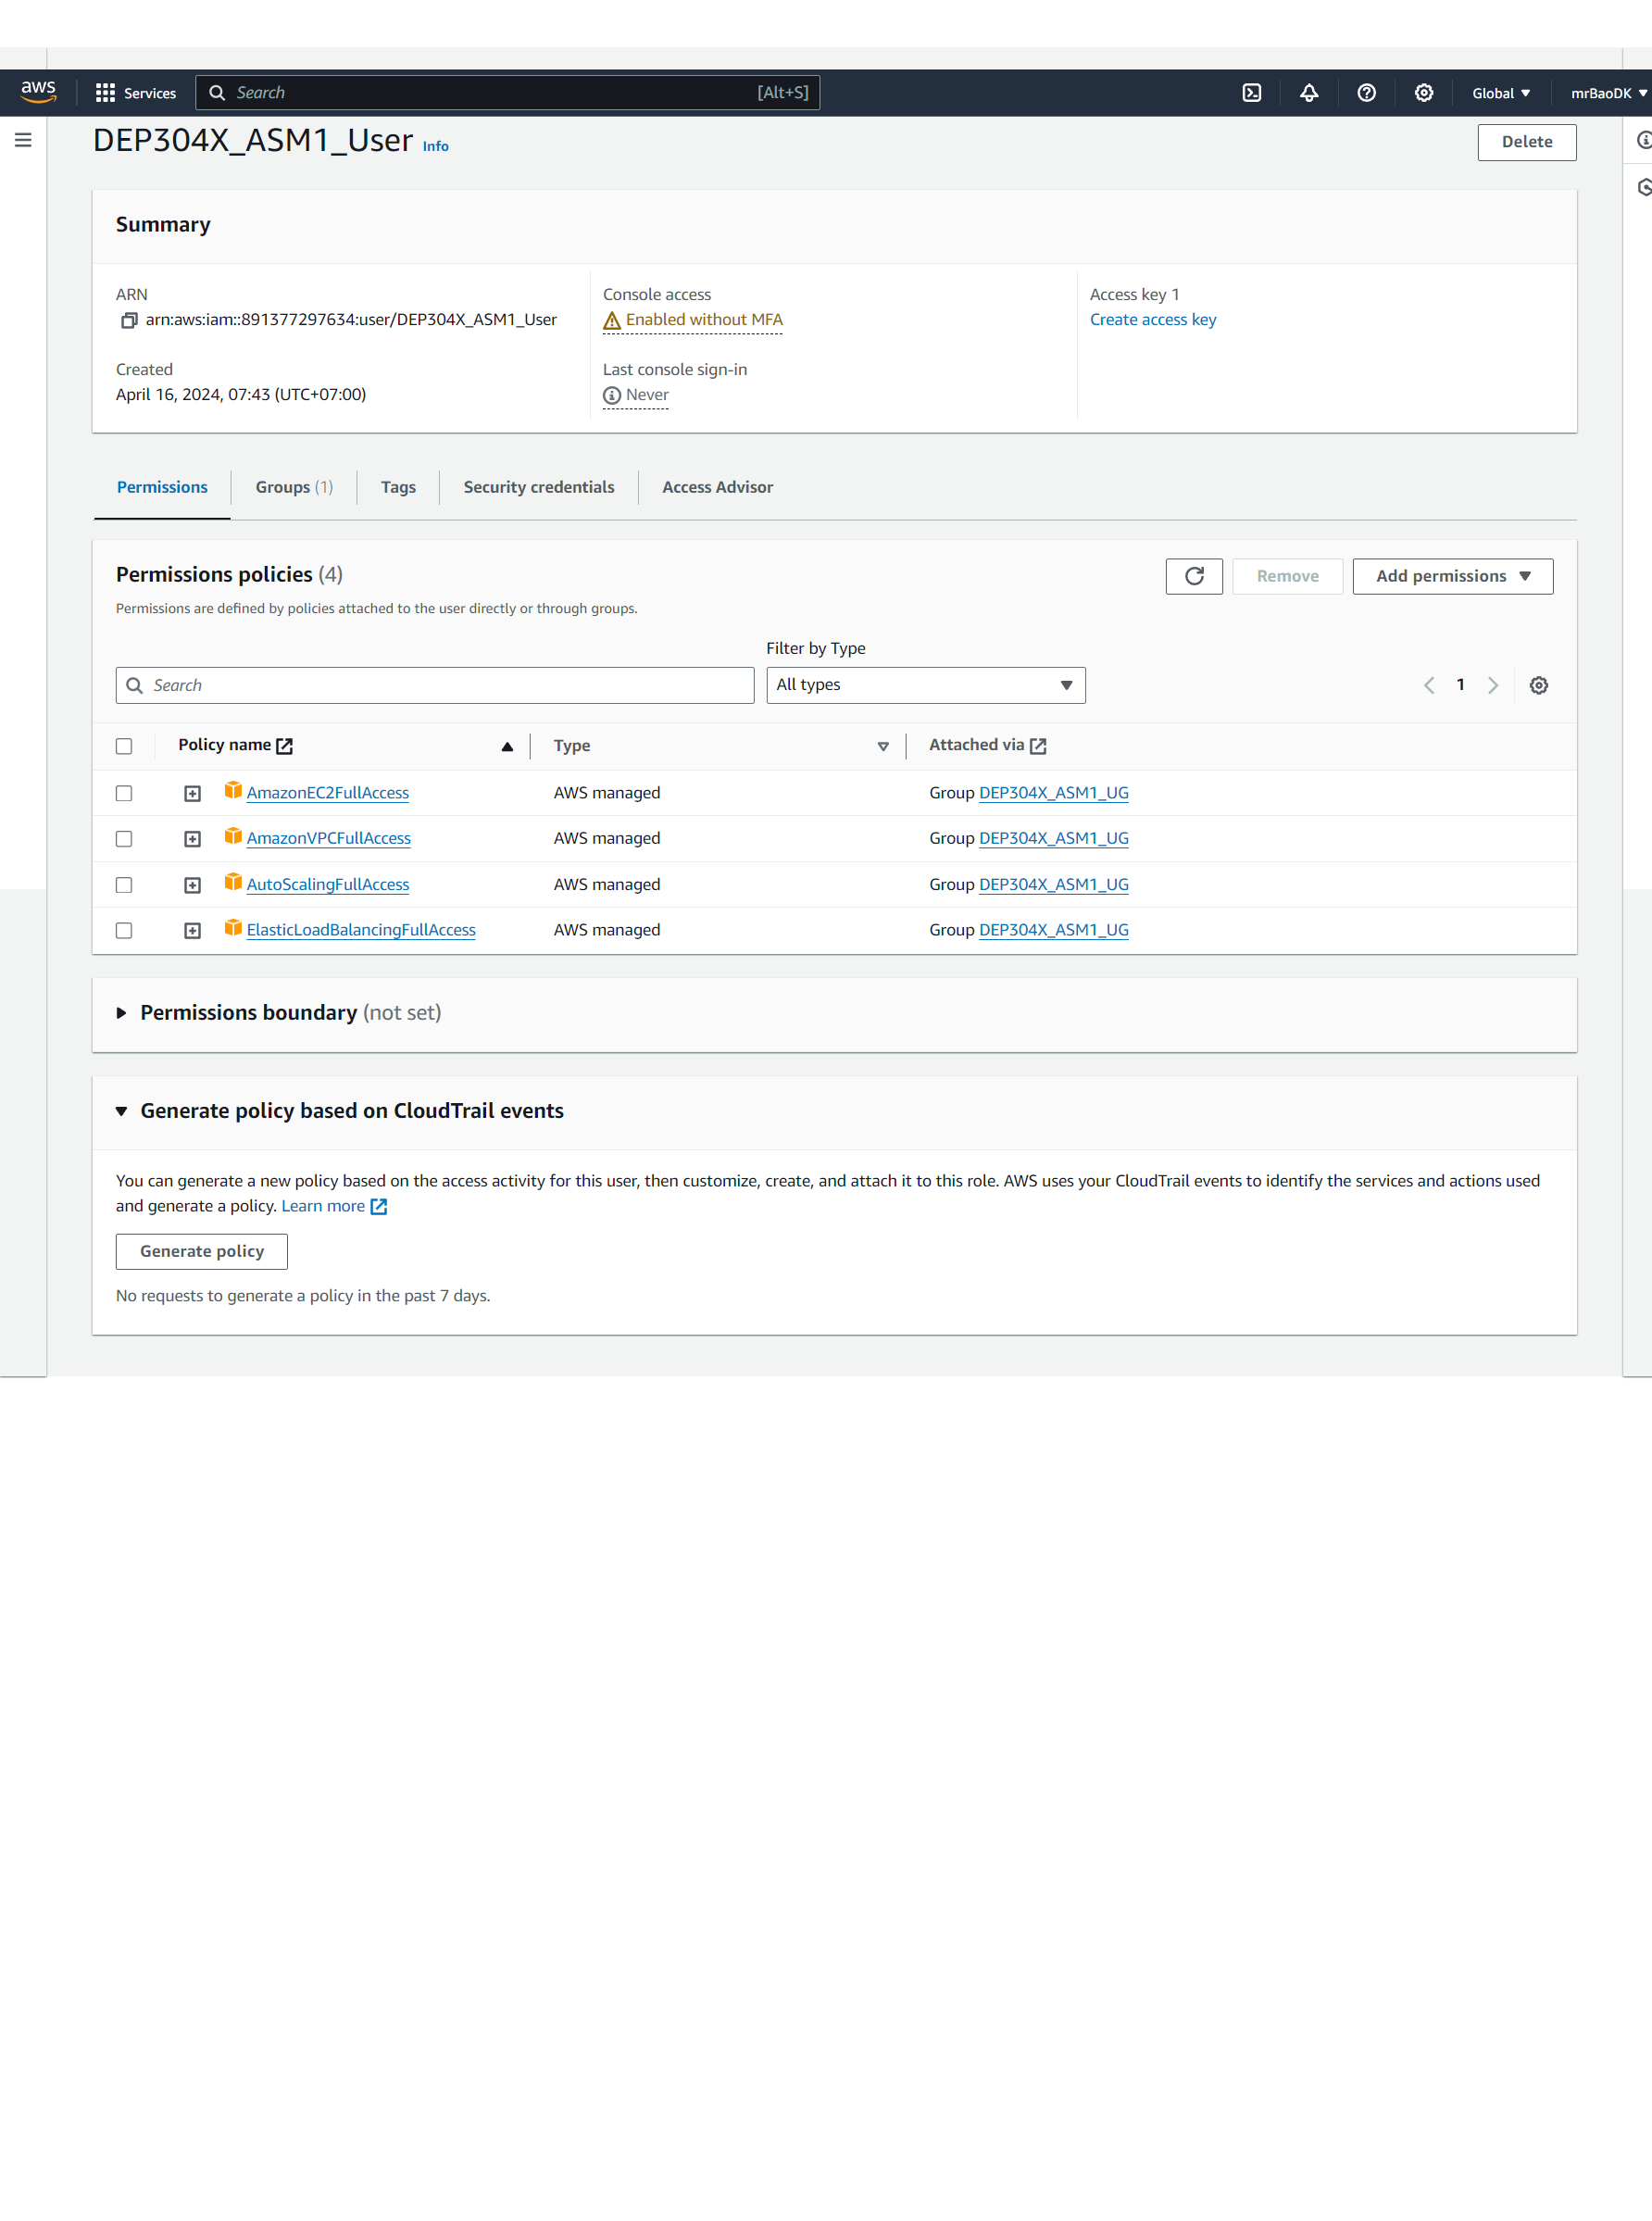 aws Services Search [Alt+S] Global mrBaoDK
DEP304X_ASM1_User Info Delete
Summary
ARN Console access Access key 1
arn:aws:iam::891377297634:user/DEP304X_ASM1_User Enabled without MFA Create access key
Created Last console sign-in
April 16, 2024, 07:43 (UTC+07:00) Never
Permissions Groups (1) Tags Security credentials Access Advisor
Permissions policies (4) Remove Add permissions
Permissions are defined by policies attached to the user directly or through groups.
Filter by Type
Search All types 1
Policy name Type Attached via
AmazonEC2FullAccess AWS managed Group DEP304X_ASM1_UG
AmazonVPCFullAccess AWS managed Group DEP304X_ASM1_UG
AutoScalingFullAccess AWS managed Group DEP304X_ASM1_UG
ElasticLoadBalancingFullAccess AWS managed Group DEP304X_ASM1_UG
Permissions boundary (not set)
Generate policy based on CloudTrail events
You can generate a new policy based on the access activity for this user, then customize, create, and attach it to this role. AWS uses your CloudTrail events to identify the services and actions used
and generate a policy. Learn more
Generate policy
No requests to generate a policy in the past 7 days.